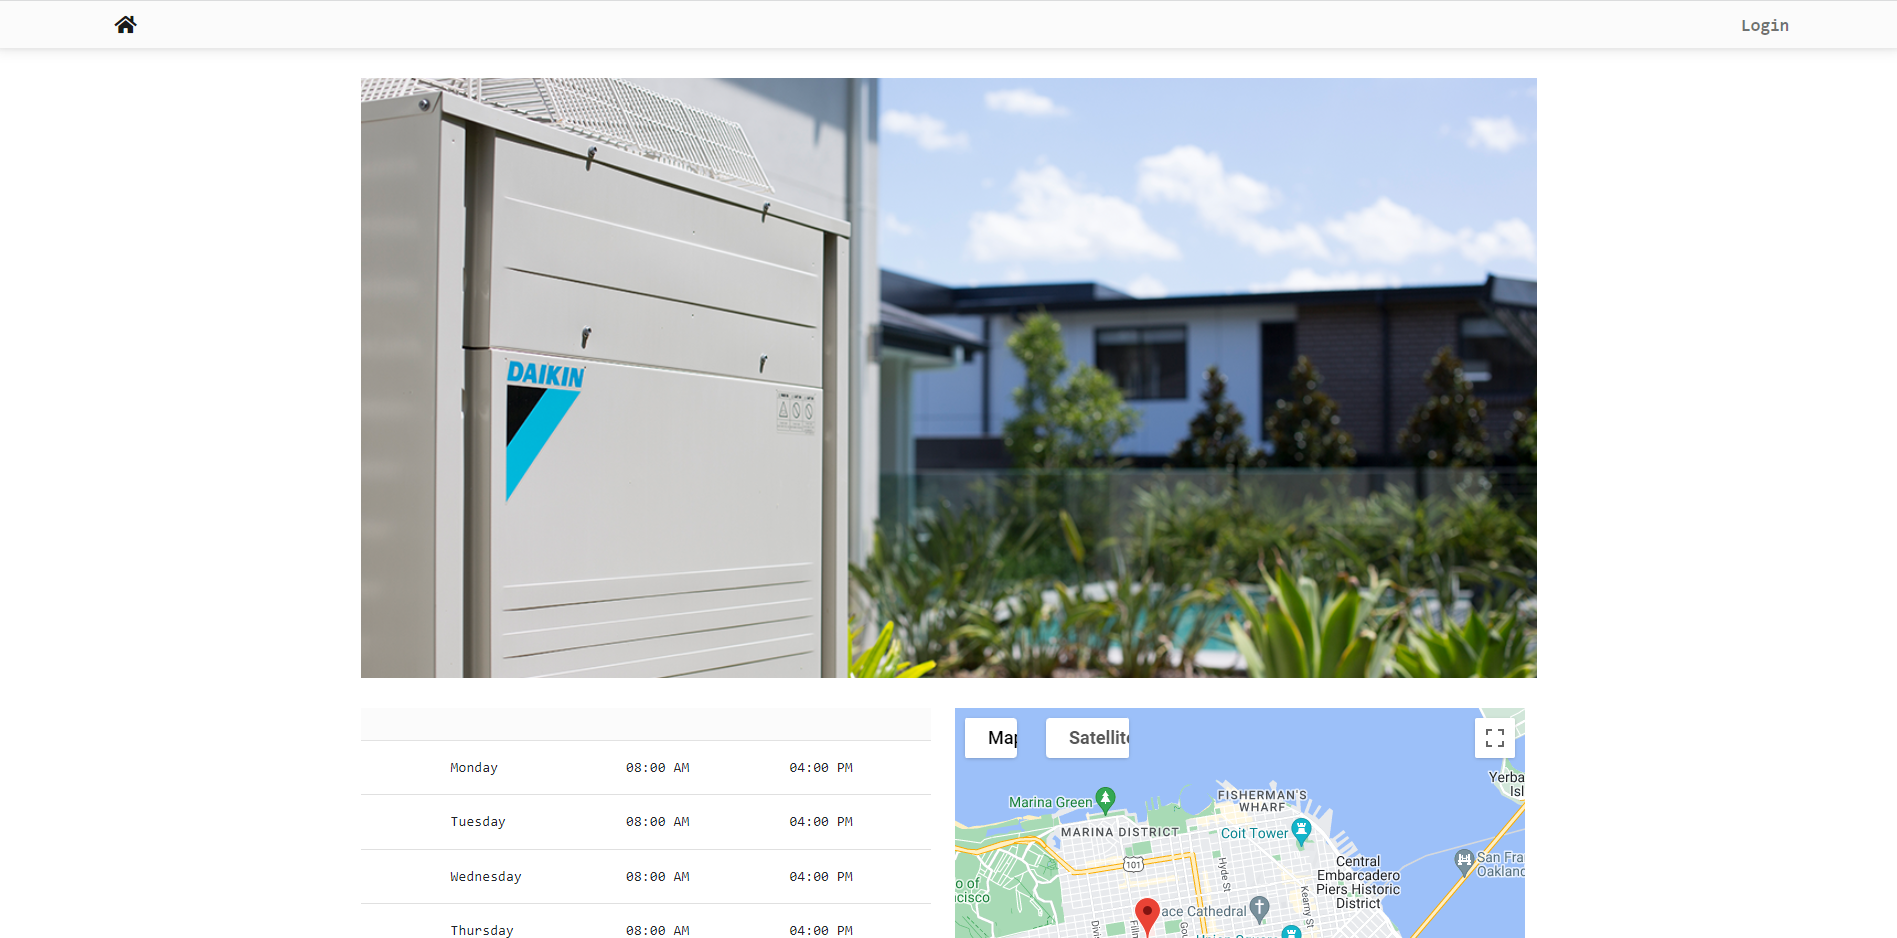 Login
DAIKIN
Monday 08:00 AM 04:00 PM
Tuesday 08:00 AM 04:00 PM
Wednesday 08:00 AM 04:00 PM
Thursday 08:00 AM 04:00 PM
Map
Satellite
Yerba
Isl
Marina Green
FISHERMAN'S
WHARF
MARINA DISTRICT
Coit Tower
101
Hyde St
Central
Embarcadero
Piers Historic
District
San Fra
Oakland
o of
cisco
Kearny St
ace Cathedral
Divi
Fillm
Gou